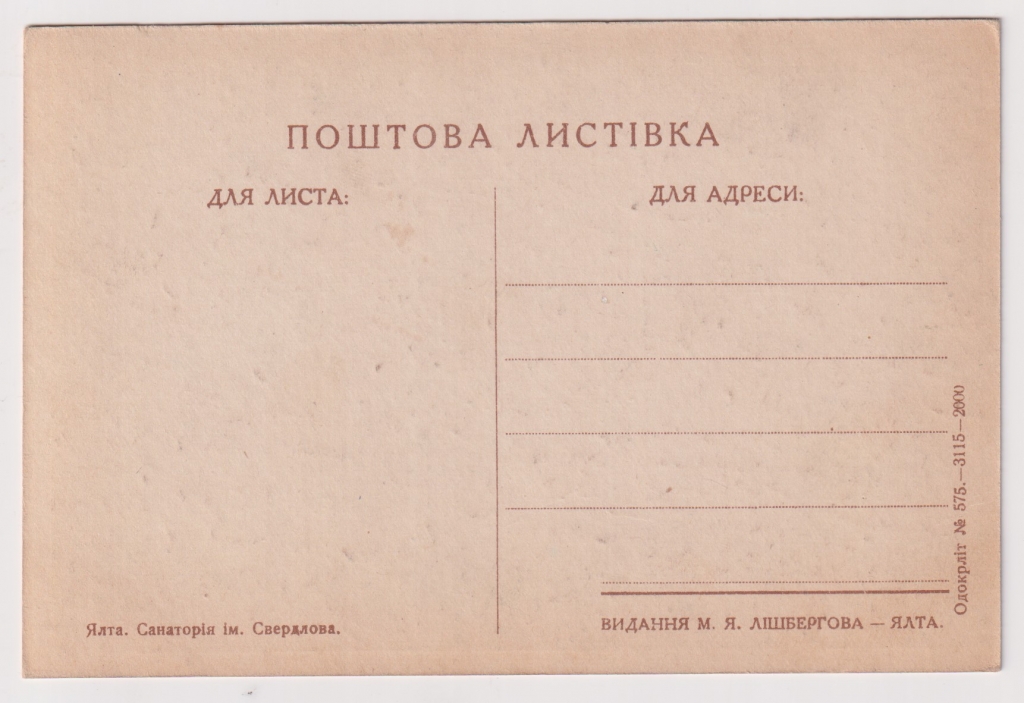 ПОШТОВА ЛИСТІВКА
ДЛЯ ЛИСТА:
ДЛЯ АДРЕСИ:
Ялта. Санаторія ім. Свердлова.
ВИДАННЯ М. Я. ЛІШБЕРГОВА — ЯЛТА.
Одокрліт № 575.—3115—2000